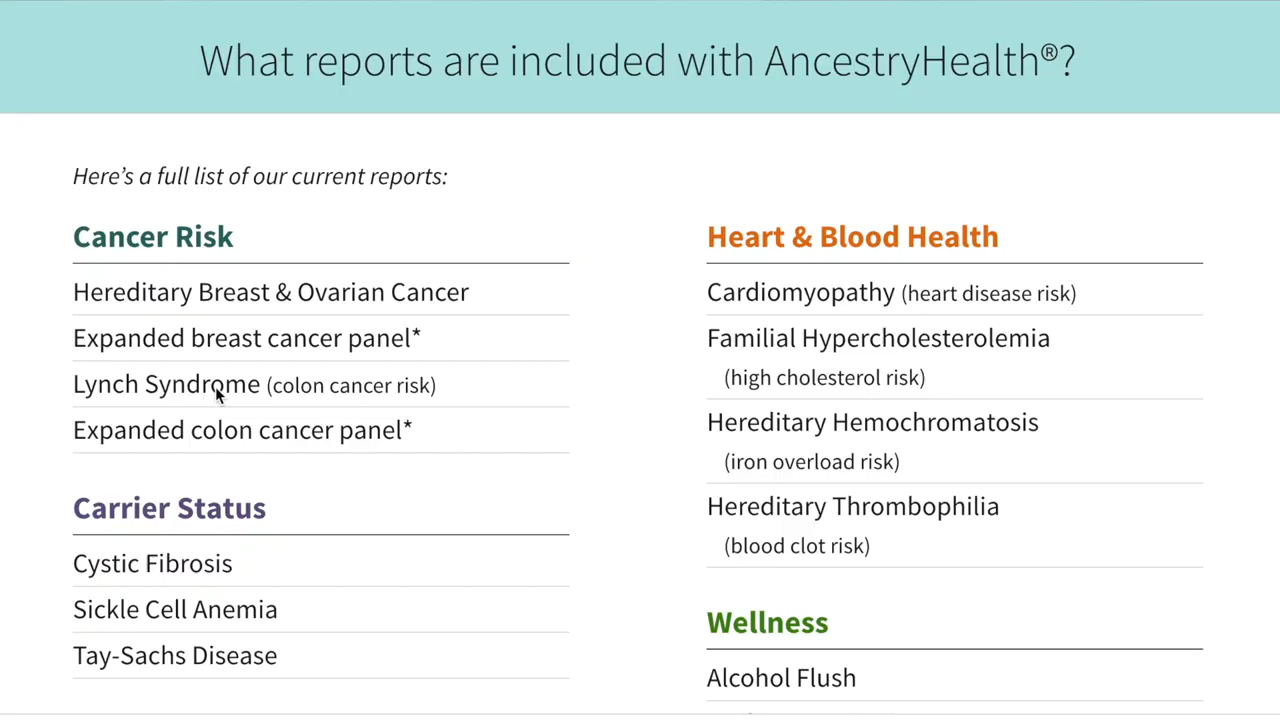 What reports are included with AncestryHealth®?
Here's a full list of our current reports:
Cancer Risk
Hereditary Breast & Ovarian Cancer
Expanded breast cancer panel*
Lynch Syndrome (colon cancer risk)
Expanded colon cancer panel*
Carrier Status
Cystic Fibrosis
Sickle Cell Anemia
Tay-Sachs Disease
Heart & Blood Health
Cardiomyopathy (heart disease risk)
Familial Hypercholesterolemia
(high cholesterol risk)
Hereditary Hemochromatosis
(iron overload risk)
Hereditary Thrombophilia
(blood clot risk)
Wellness
Alcohol Flush